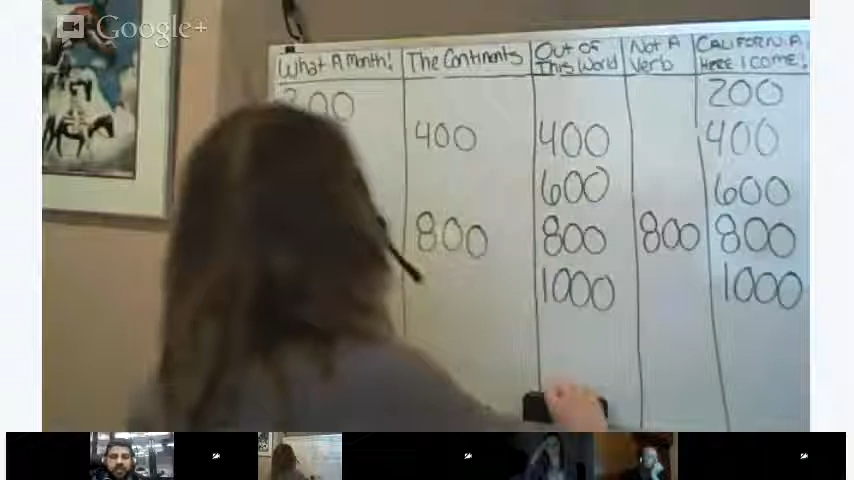 Google+
What A Month! The Continents Out Of This World Not A Verb CALIFORNIA HERE I COME!
200 200
400 400 400
600 600
800 800 800 800
1000 1000